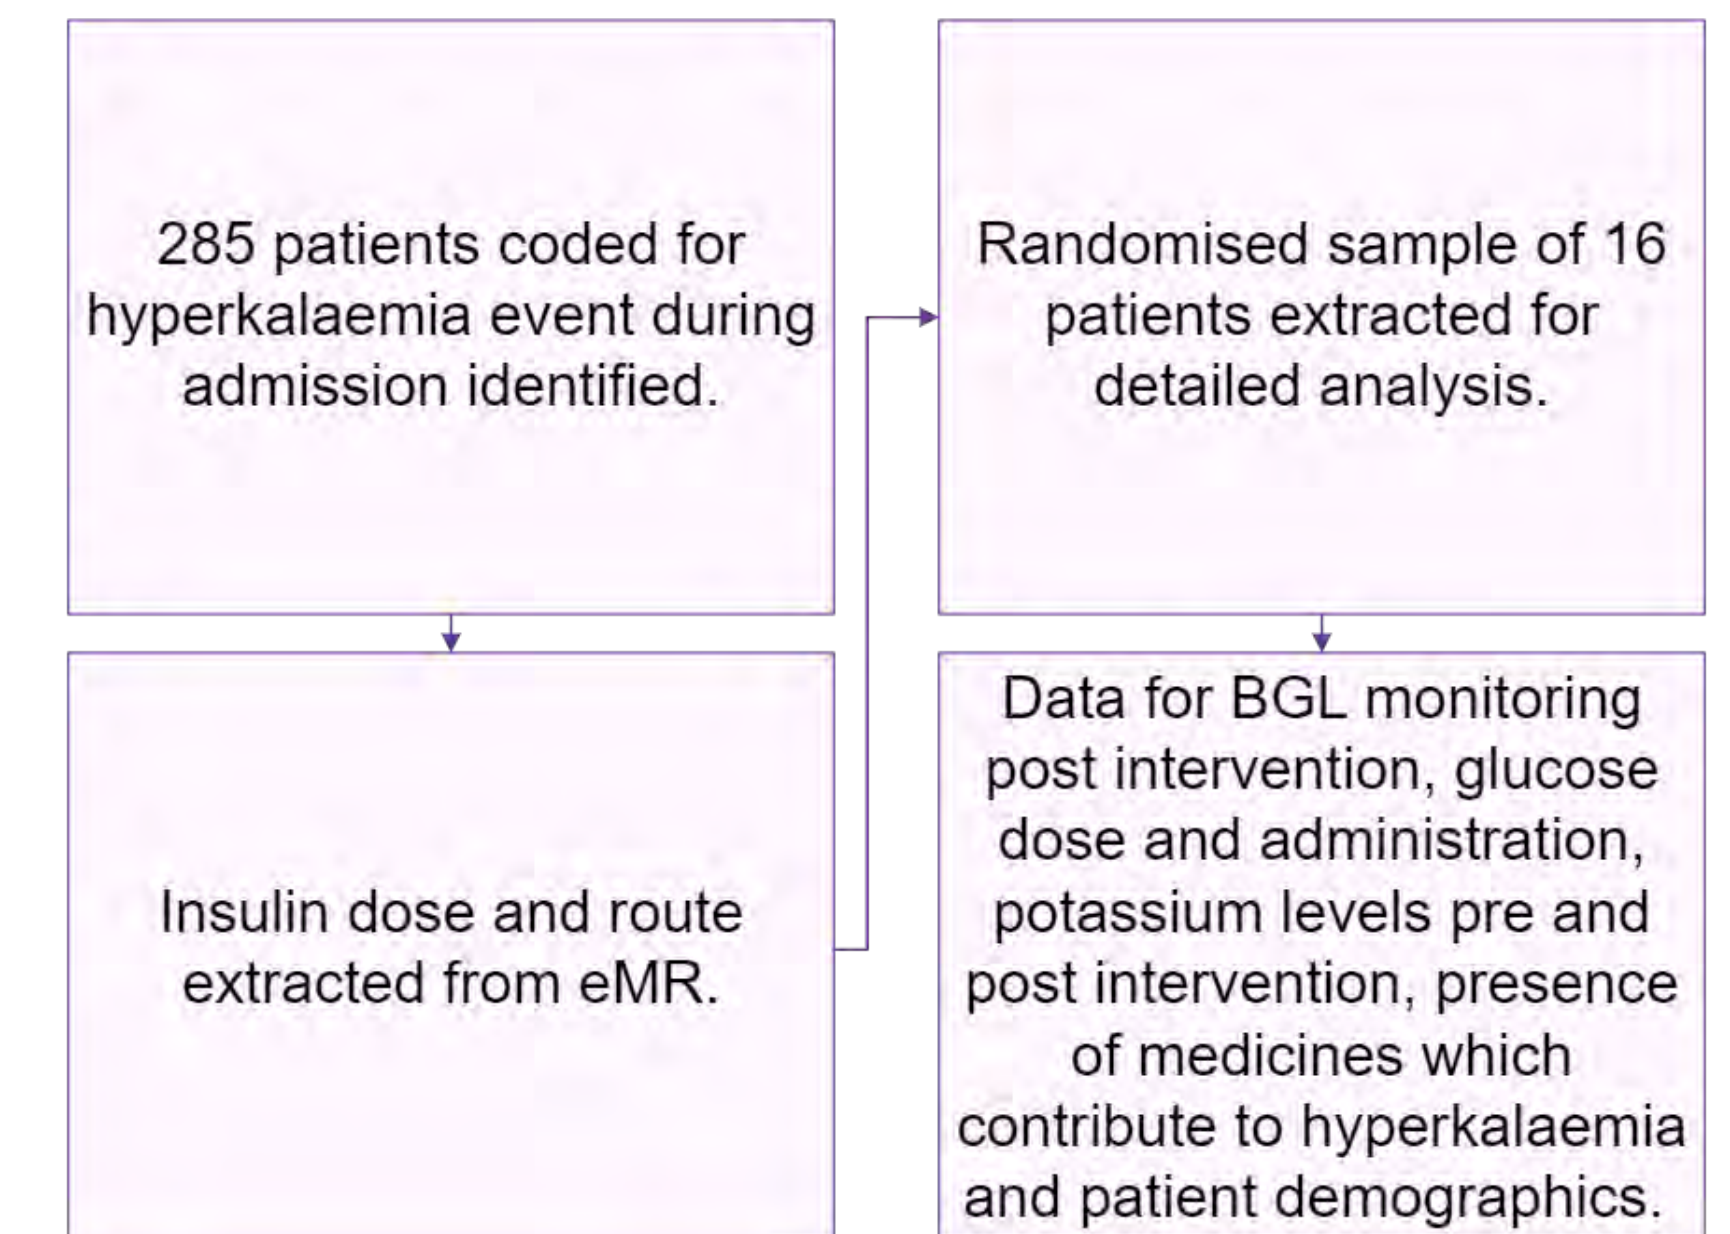 285 patients coded for
hyperkalaemia event during
admission identified.
Insulin dose and route
extracted from eMR.
Randomised sample of 16
patients extracted for
detailed analysis.
Data for BGL monitoring
post intervention, glucose
dose and administration,
potassium levels pre and
post intervention, presence
of medicines which
contribute to hyperkalaemia
and patient demographics.